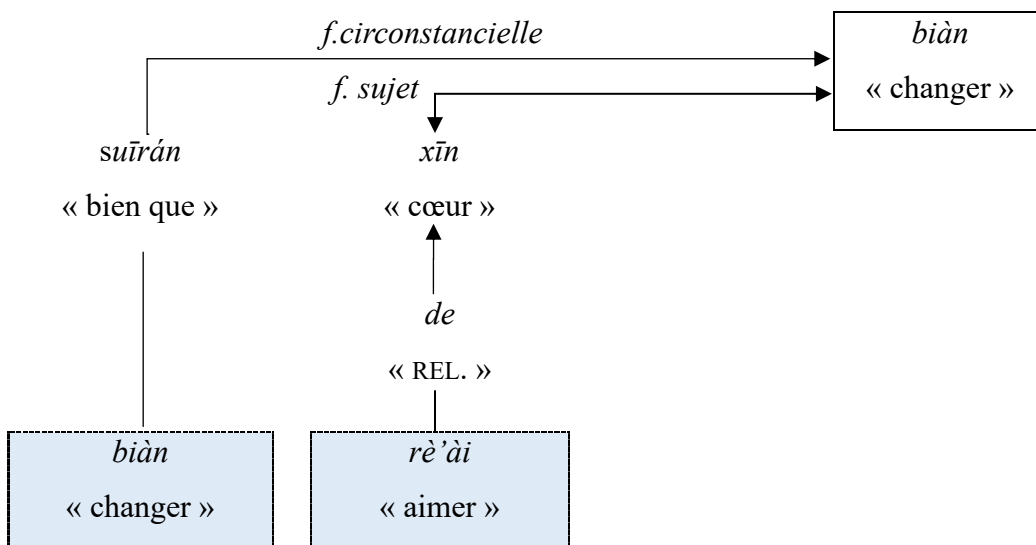 f.circonstancielle
biàn
« changer »
f. sujet
suīrán
xīn
« bien que »
« cœur »
de
« REL. »
biàn
rè’ài
« changer »
« aimer »